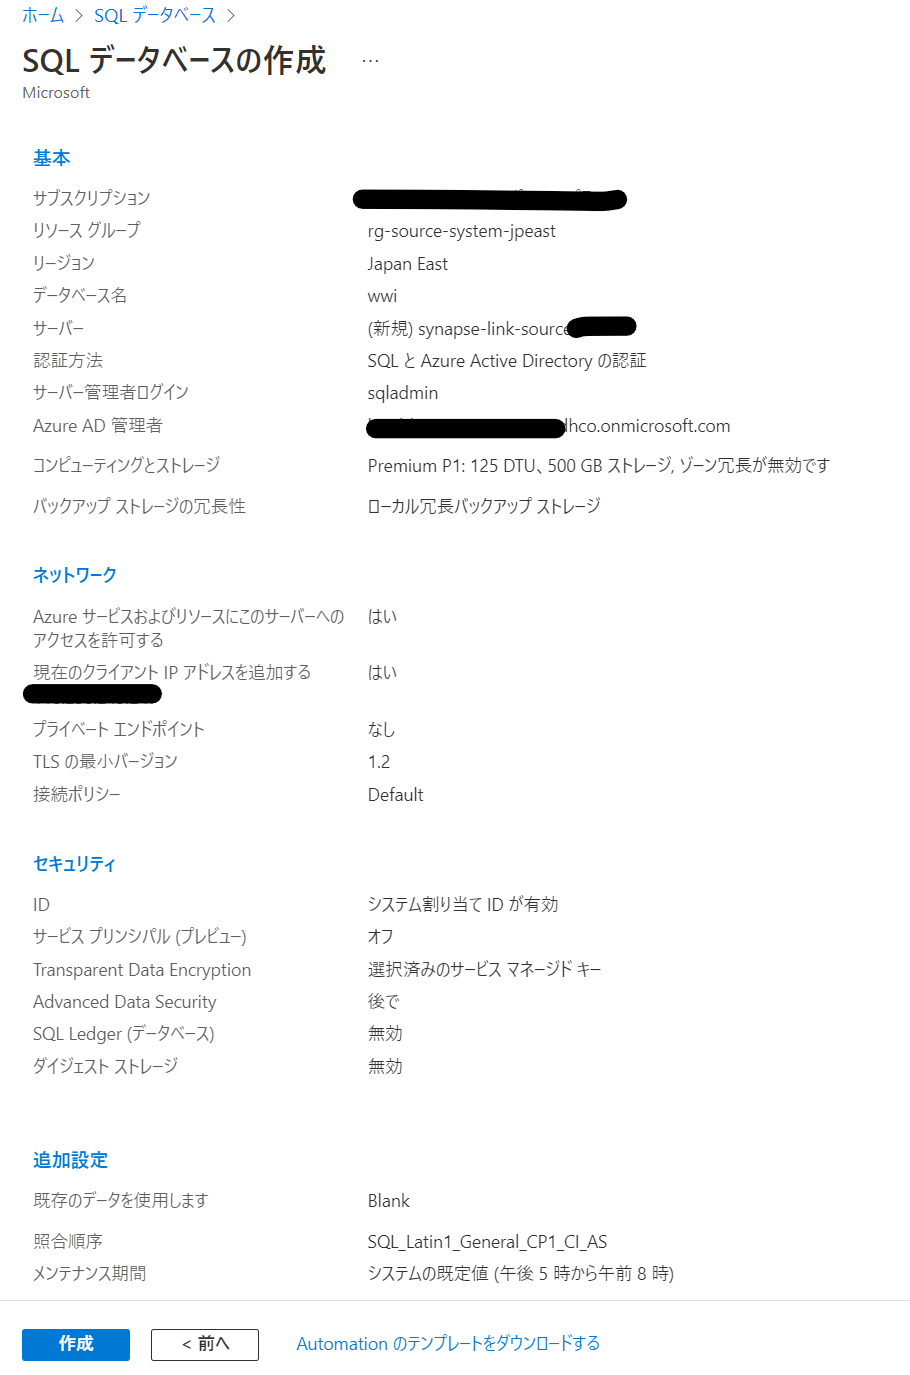 ホーム > SQL データベース >
SQL データベースの作成 …
Microsoft
基本
サブスクリプション
リソース グループ rg-source-system-jpeast
リージョン Japan East
データベース名 wwi
サーバー (新規) synapse-link-source
認証方法 SQL と Azure Active Directory の認証
サーバー管理者ログイン sqladmin
Azure AD 管理者 hco.onmicrosoft.com
コンピューティングとストレージ Premium P1: 125 DTU、500 GB ストレージ, ゾーン冗長が無効です
バックアップ ストレージの冗長性 ローカル冗長バックアップ ストレージ
ネットワーク
Azure サービスおよびリソースにこのサーバーへの はい
アクセスを許可する
現在のクライアント IP アドレスを追加する はい
プライベート エンドポイント なし
TLS の最小バージョン 1.2
接続ポリシー Default
セキュリティ
ID システム割り当て ID が有効
サービス プリンシパル (プレビュー) オフ
Transparent Data Encryption 選択済みのサービス マネージド キー
Advanced Data Security 後で
SQL Ledger (データベース) 無効
ダイジェスト ストレージ 無効
追加設定
既存のデータを使用します Blank
照合順序 SQL_Latin1_General_CP1_CI_AS
メンテナンス期間 システムの既定値 (午後 5 時から午前 8 時)
作成 < 前へ Automation のテンプレートをダウンロードする